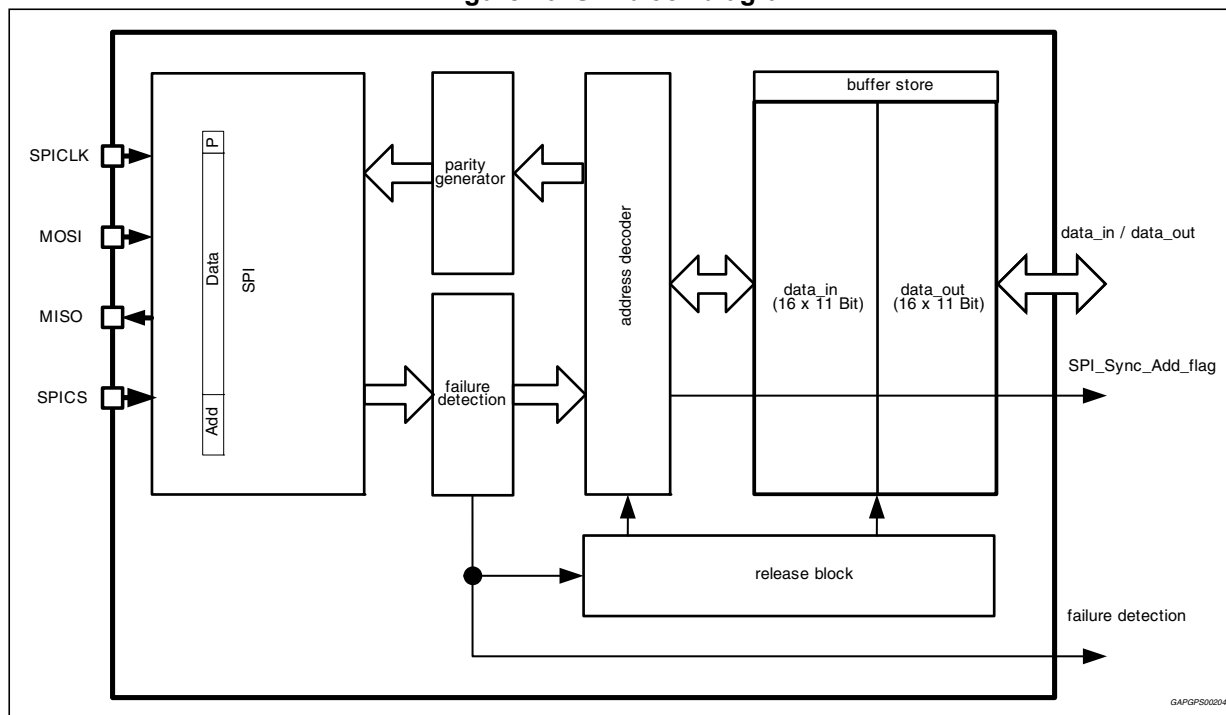 SPICLK
MOSI
MISO
SPICS
P
Data
Add
SPI
parity
generator
failure
detection
address decoder
buffer store
data_in
(16 x 11 Bit)
data_out
(16 x 11 Bit)
release block
data_in / data_out
SPI_Sync_Add_flag
failure detection
GAPGPS00204